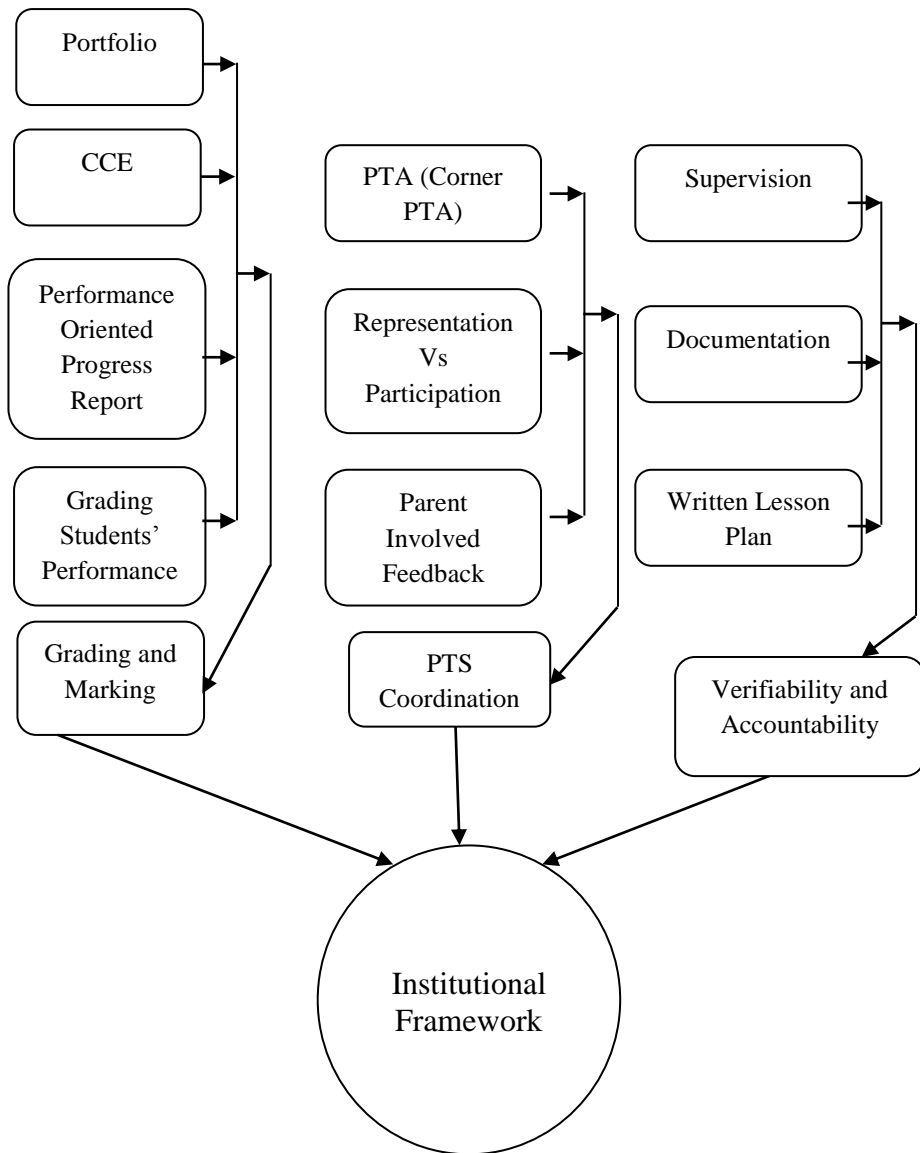 Portfolio
CCE
Performance
Oriented
Progress
Report
Grading
Students’
Performance
Grading and
Marking
PTA (Corner
PTA)
Representation
Vs
Participation
Parent
Involved
Feedback
PTS
Coordination
Supervision
Documentation
Written Lesson
Plan
Verifiability and
Accountability
Institutional
Framework